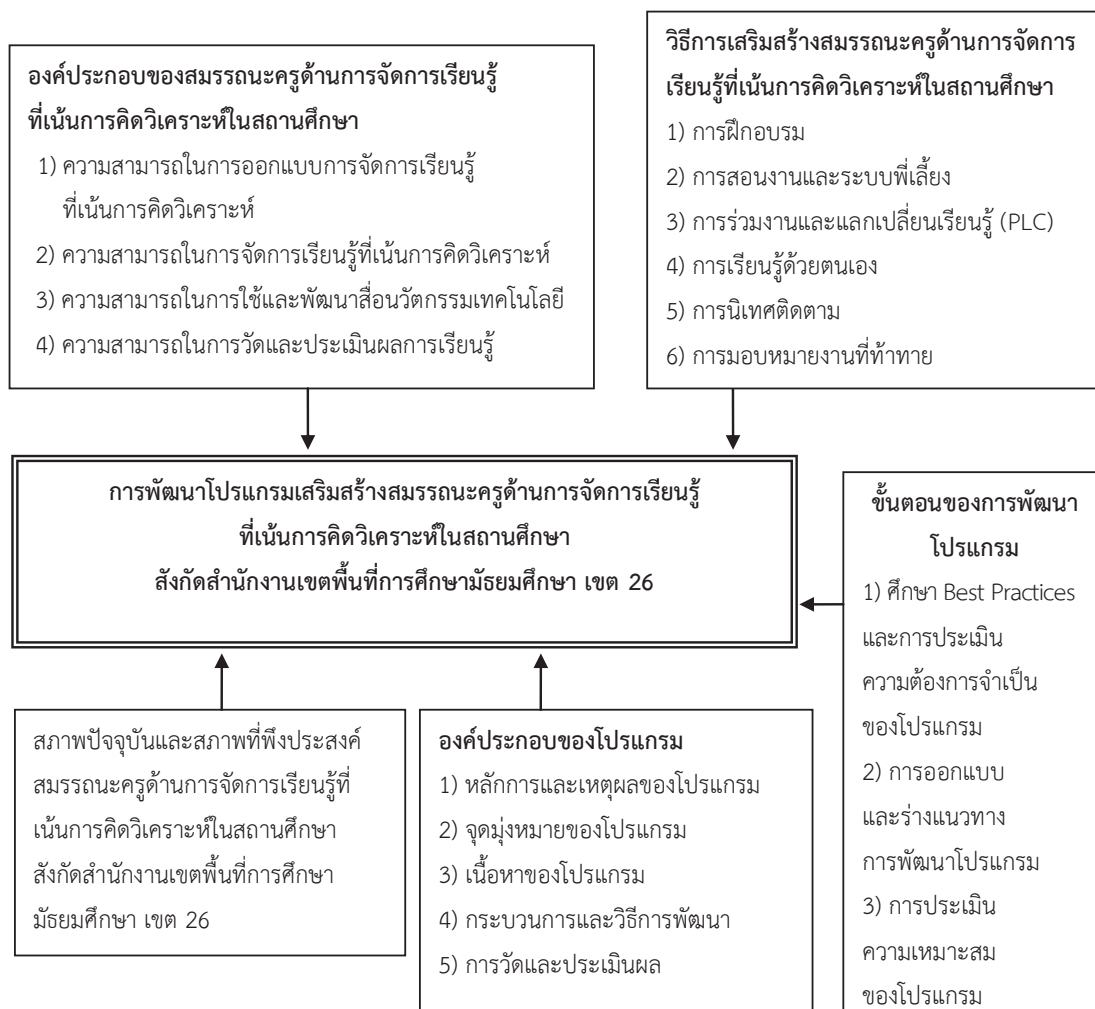 องค์ประกอบของสมรรถนะครูด้านการจัดการเรียนรู้
ที่เน้นการคิดวิเคราะห์ในสถานศึกษา
1) ความสามารถในการออกแบบการจัดการเรียนรู้
ที่เน้นการคิดวิเคราะห์
2) ความสามารถในการจัดการเรียนรู้ที่เน้นการคิดวิเคราะห์
3) ความสามารถในการใช้และพัฒนาสื่อนวัตกรรมเทคโนโลยี
4) ความสามารถในการวัดและประเมินผลการเรียนรู้
วิธีการเสริมสร้างสมรรถนะครูด้านการจัดการ
เรียนรู้ที่เน้นการคิดวิเคราะห์ในสถานศึกษา
1) การฝึกอบรม
2) การสอนงานและระบบพี่เลี้ยง
3) การร่วมงานและแลกเปลี่ยนเรียนรู้ (PLC)
4) การเรียนรู้ด้วยตนเอง
5) การนิเทศติดตาม
6) การมอบหมายงานที่ท้าทาย
การพัฒนาโปรแกรมเสริมสร้างสมรรถนะครูด้านการจัดการเรียนรู้
ที่เน้นการคิดวิเคราะห์ในสถานศึกษา
สังกัดสำนักงานเขตพื้นที่การศึกษามัธยมศึกษา เขต 26
ขั้นตอนของการพัฒนา
โปรแกรม
1) ศึกษา Best Practices
และการประเมิน
ความต้องการจำเป็น
ของโปรแกรม
2) การออกแบบ
และร่างแนวทาง
การพัฒนาโปรแกรม
3) การประเมิน
ความเหมาะสม
ของโปรแกรม
สภาพปัจจุบันและสภาพที่พึงประสงค์
สมรรถนะครูด้านการจัดการเรียนรู้ที่
เน้นการคิดวิเคราะห์ในสถานศึกษา
สังกัดสำนักงานเขตพื้นที่การศึกษา
มัธยมศึกษา เขต 26
องค์ประกอบของโปรแกรม
1) หลักการและเหตุผลของโปรแกรม
2) จุดมุ่งหมายของโปรแกรม
3) เนื้อหาของโปรแกรม
4) กระบวนการและวิธีการพัฒนา
5) การวัดและประเมินผล